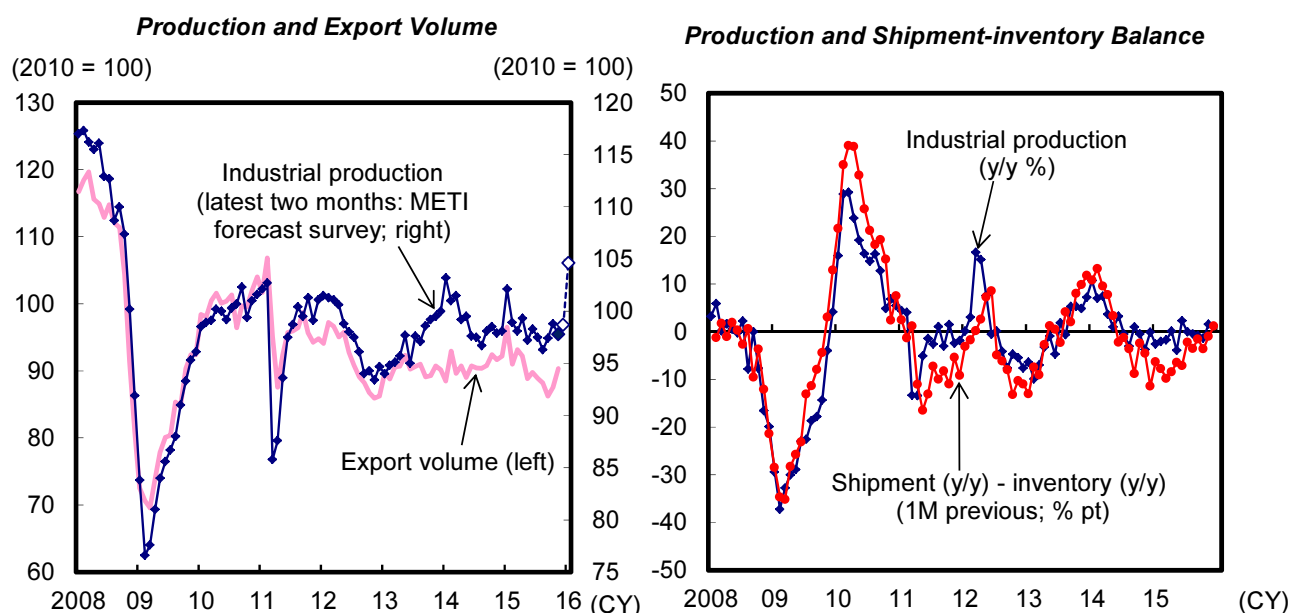 Production and Export Volume
(2010 = 100)
(2010 = 100)
130
120
110
100
90
80
70
60
120
115
110
105
100
95
90
85
80
75
Industrial production
(latest two months: METI
forecast survey; right)
Export volume (left)
2008 09 10 11 12 13 14 15 16 (CY)
Production and Shipment-inventory Balance
50
40
30
20
10
0
-10
-20
-30
-40
-50
Industrial production
(y/y %)
Shipment (y/y) - inventory (y/y)
(1M previous; % pt)
2008 09 10 11 12 13 14 15 (CY)